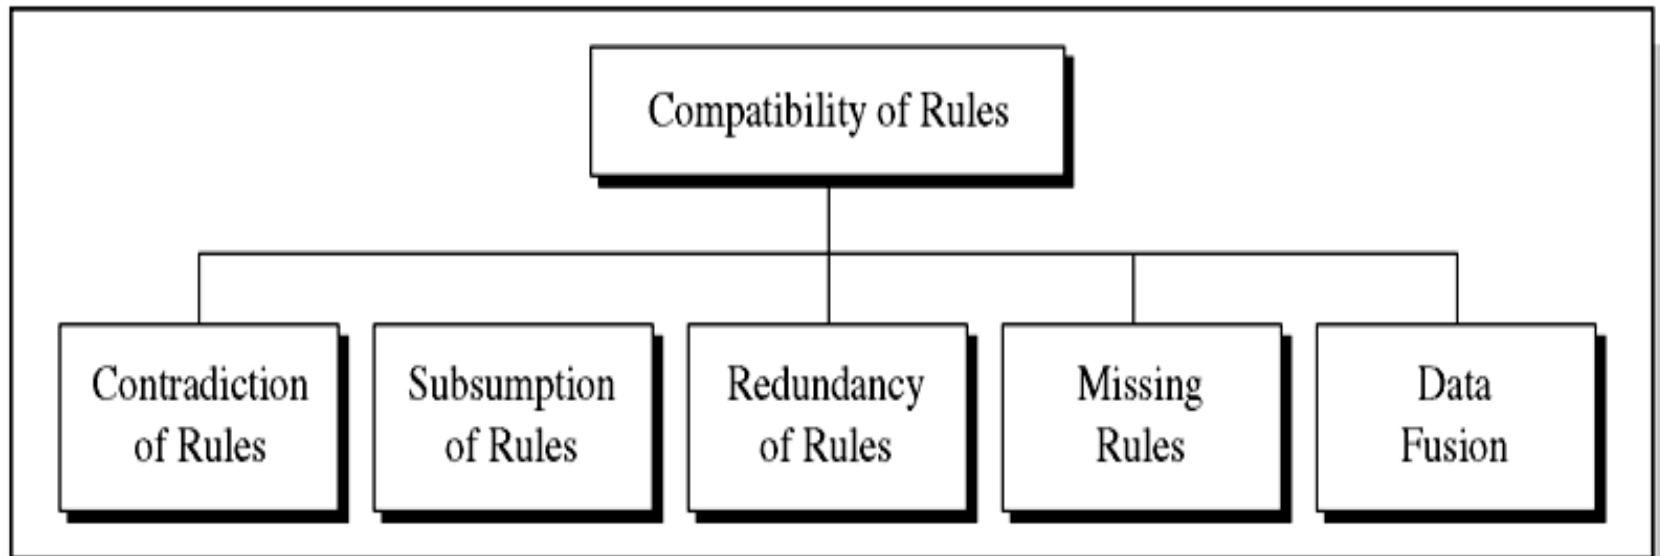 Compatibility of Rules
Contradiction
of Rules
Subsumption
of Rules
Redundancy
of Rules
Missing
Rules
Data
Fusion